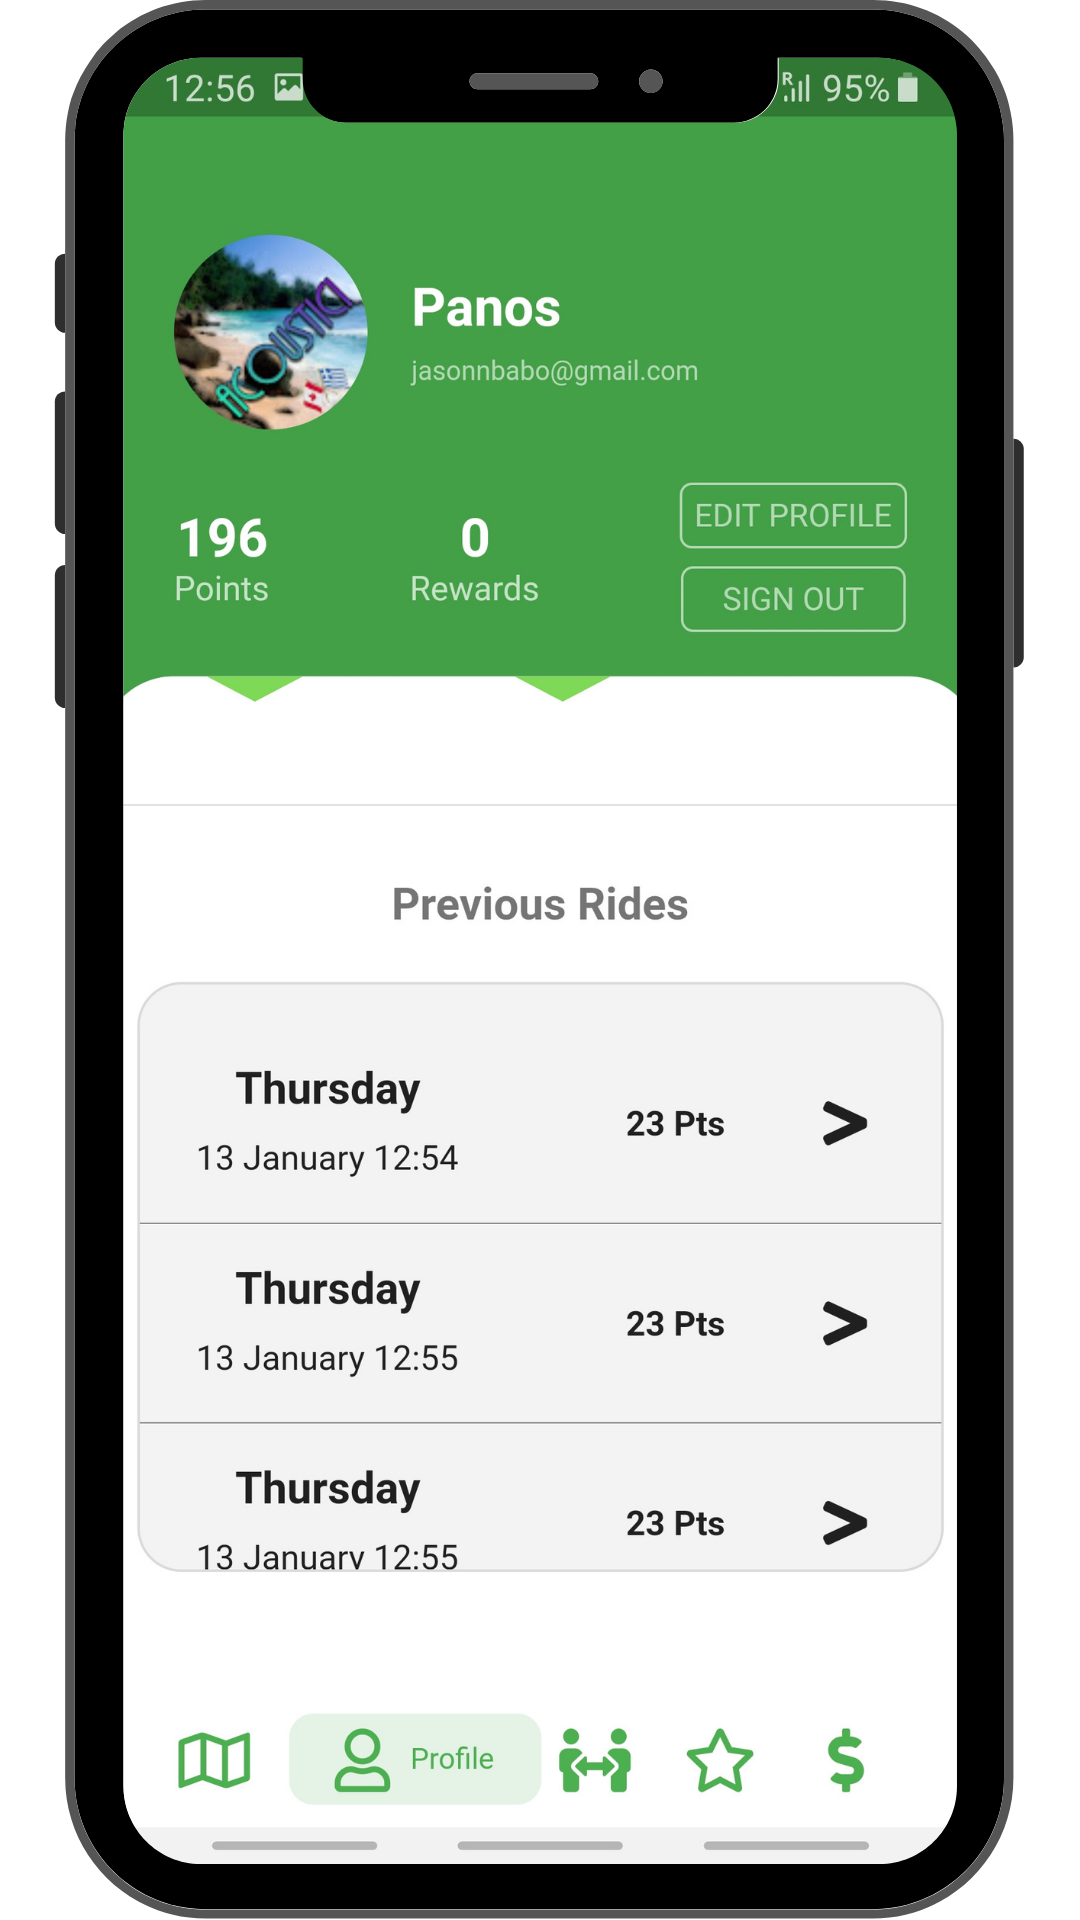 12:56
R 95%
ACOUSTICI
Panos
jasonnbabo@gmail.com
196
Points
0
Rewards
EDIT PROFILE
SIGN OUT
Previous Rides
Thursday
13 January 12:54
23 Pts
>
Thursday
13 January 12:55
23 Pts
>
Thursday
13 January 12:55
23 Pts
>
Profile